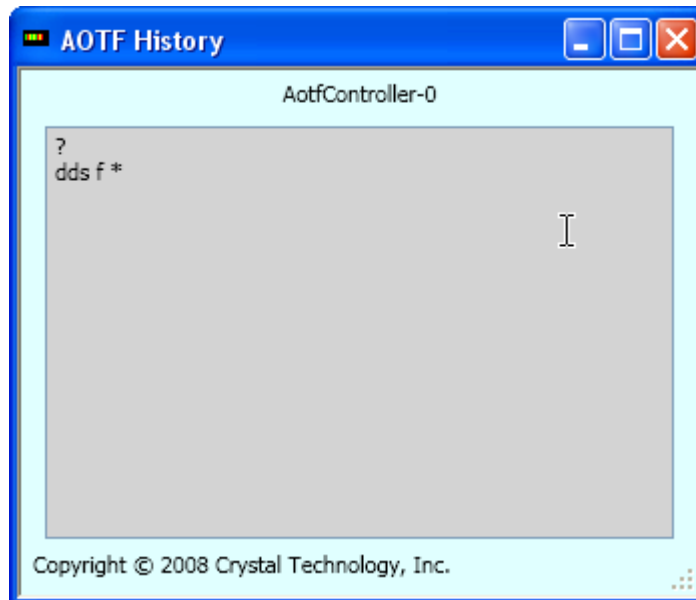 AOTF History
AotfController-0
?
dds f *
Copyright © 2008 Crystal Technology, Inc.